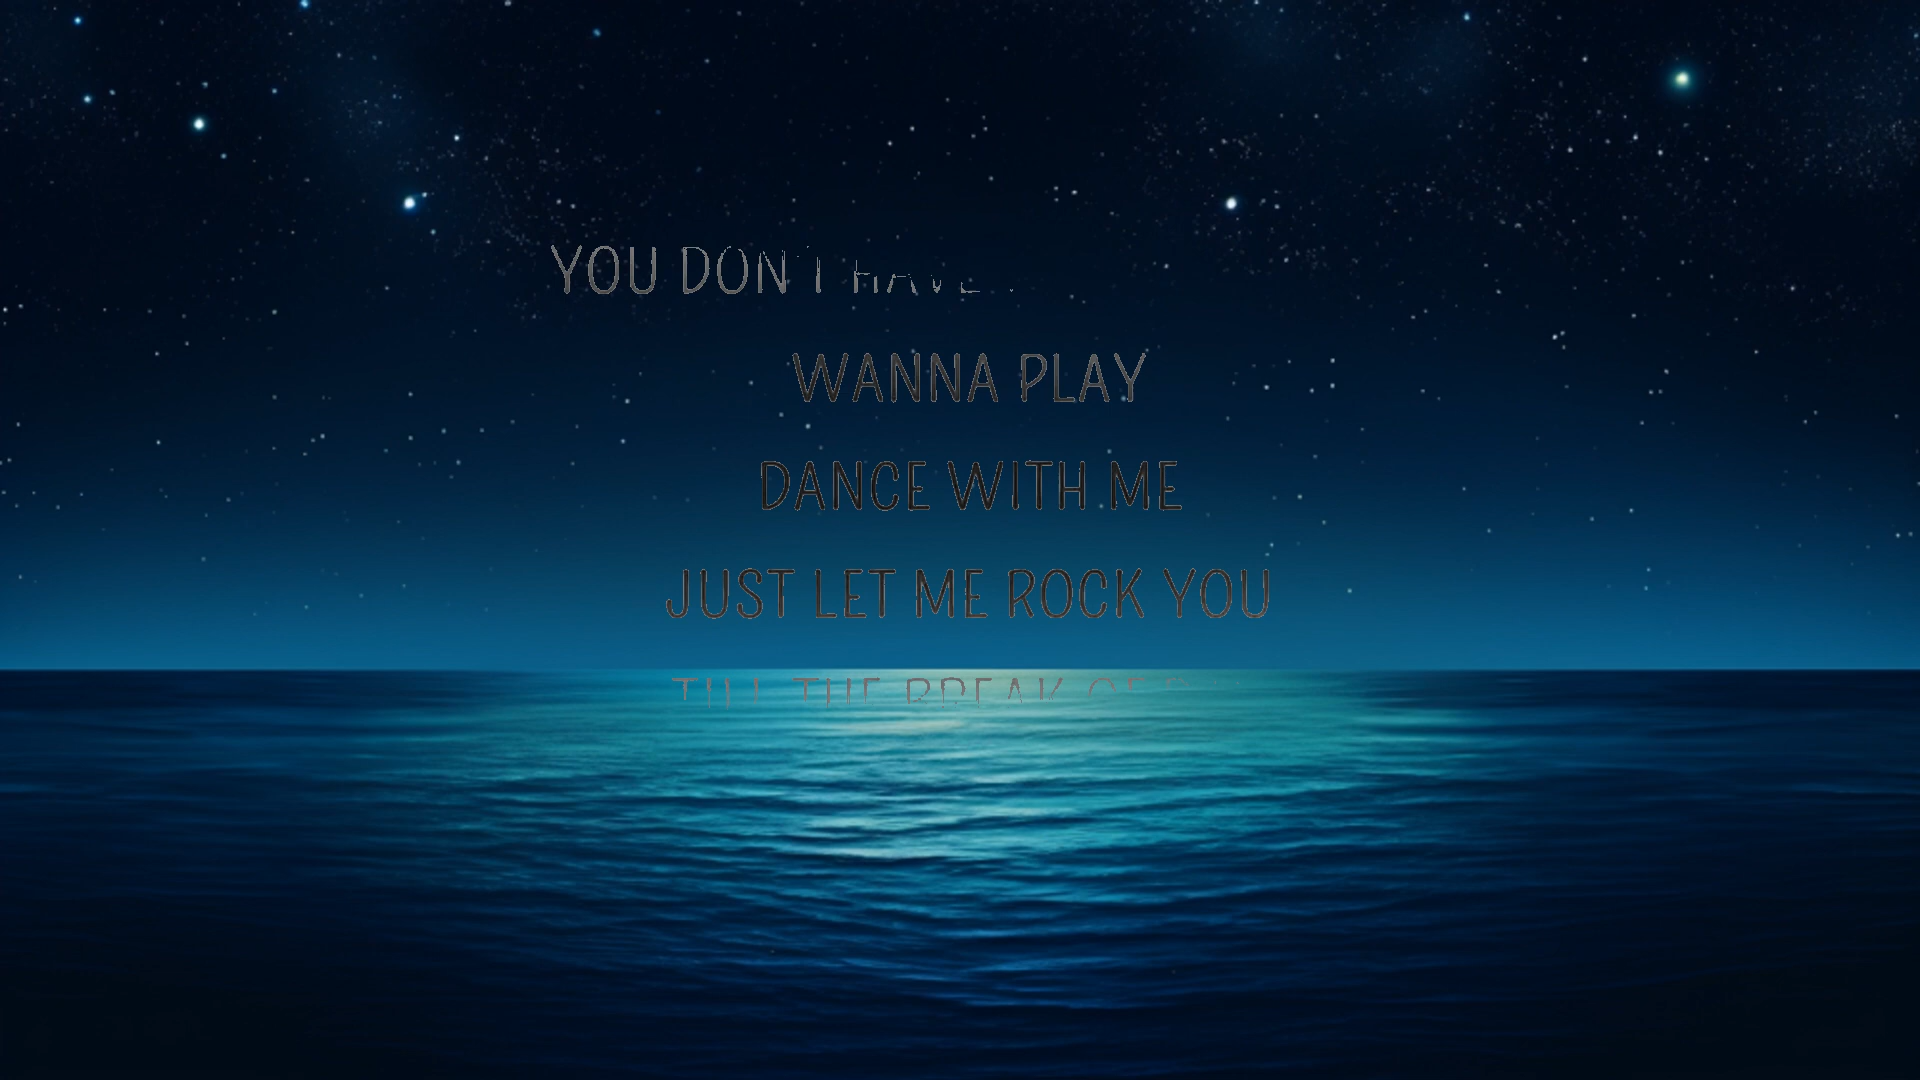 YOU DON'T HAVE
WANNA PLAY
DANCE WITH ME
JUST LET ME ROCK YOU
TILL THE BREAK OF